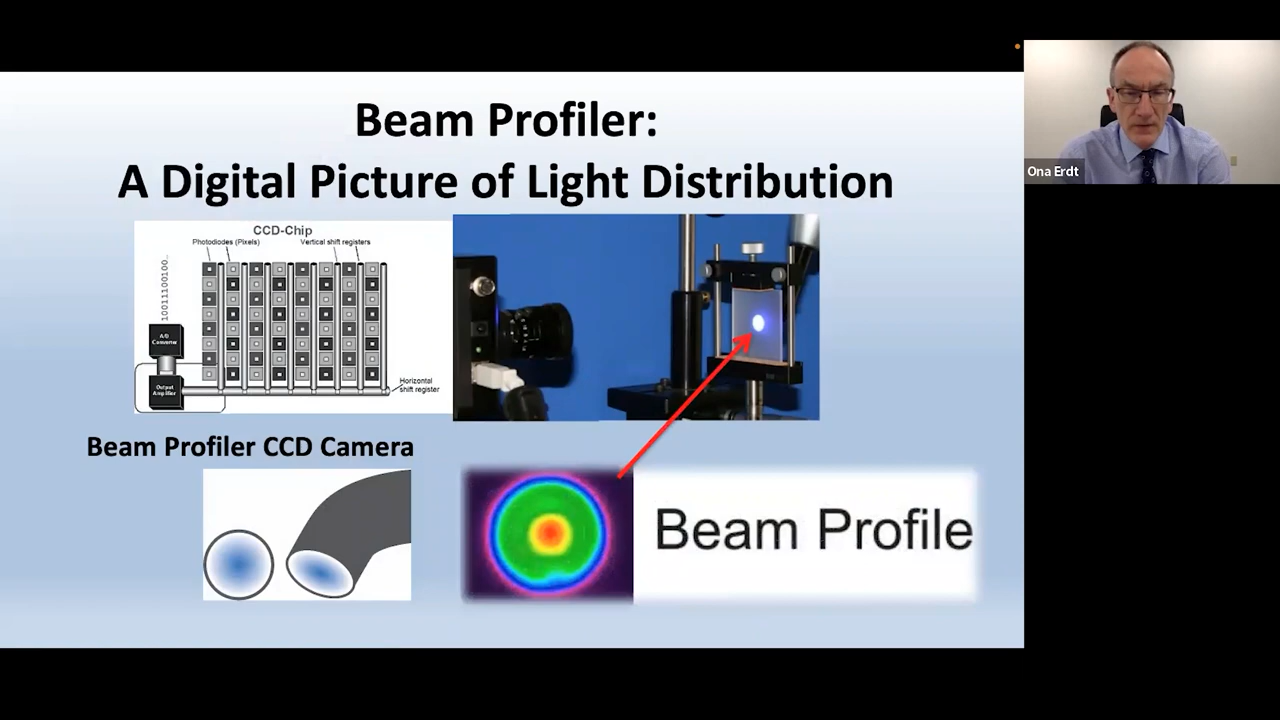 Beam Profiler:
A Digital Picture of Light Distribution
Ona Erdt
CCD-Chip
Photodiodes (Pixels)
Vertical shift registers
10011100100..
A/D
Converter
Output
Amplifier
Horizontal
shift register
Beam Profiler CCD Camera
Beam Profile